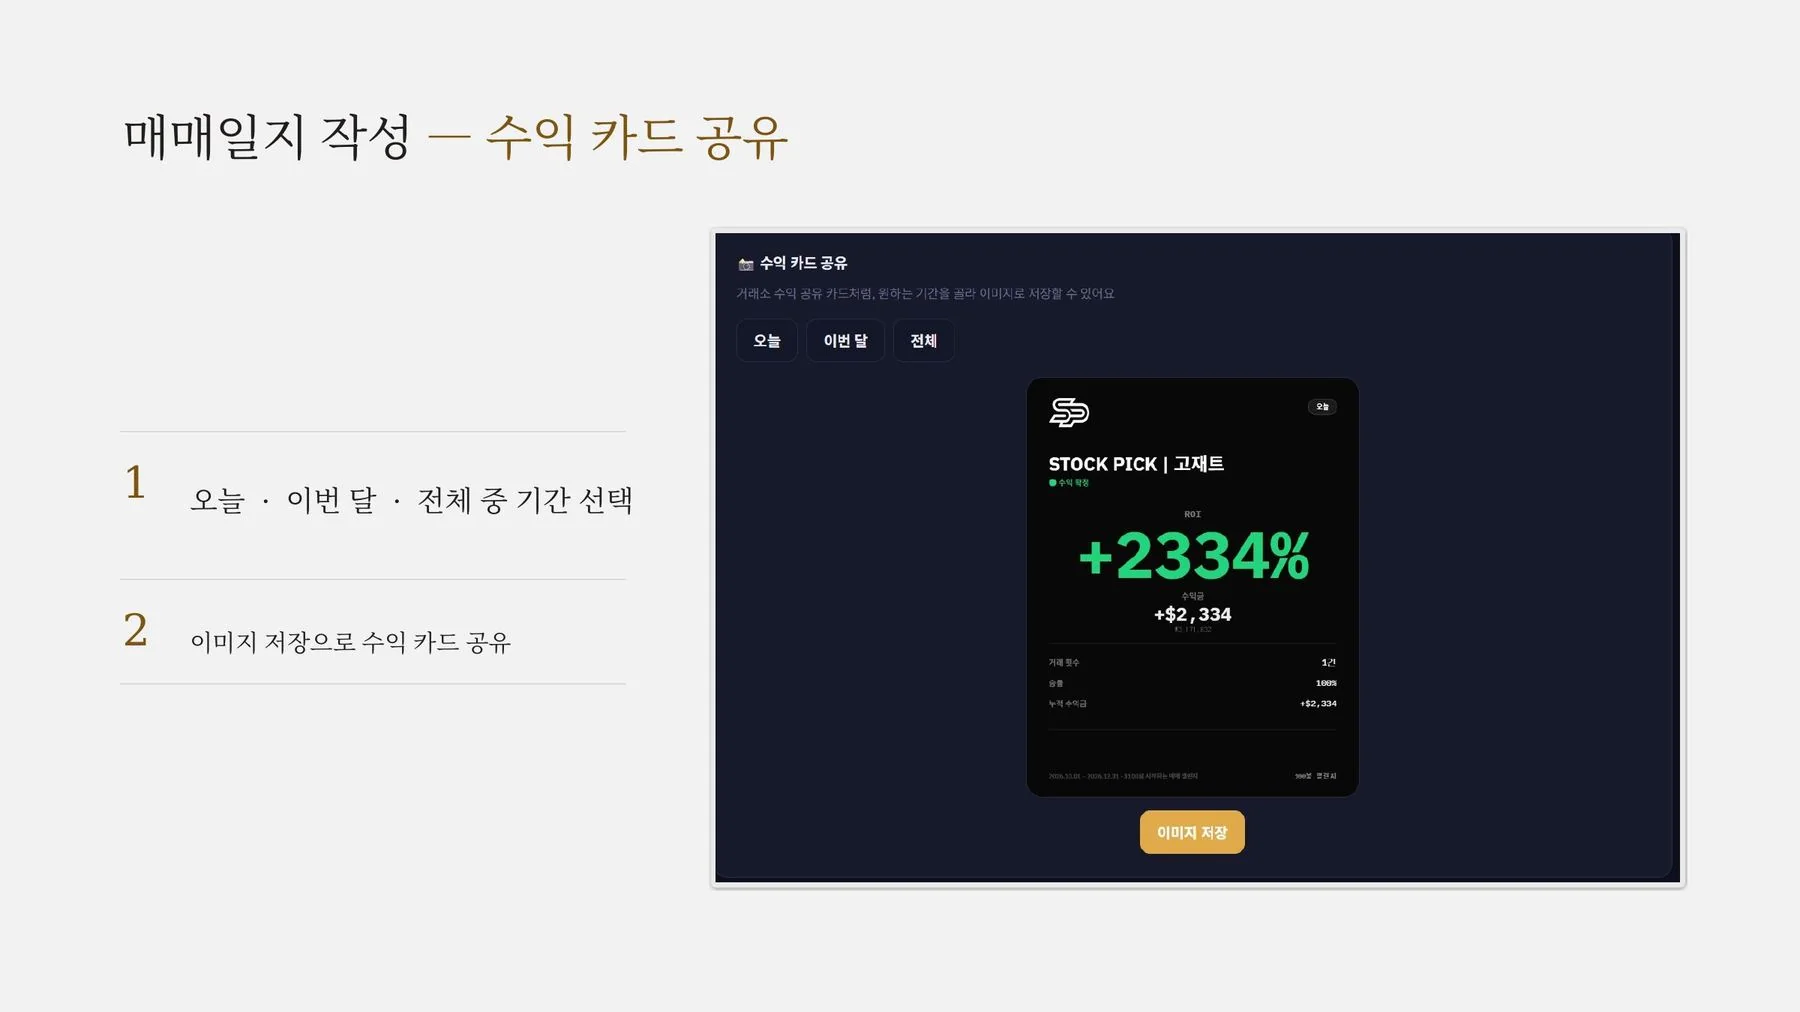 매매일지 작성 — 수익 카드 공유
1
오늘 · 이번 달 · 전체 중 기간 선택
2
이미지 저장으로 수익 카드 공유
수익 카드 공유
거래소 수익 공유 카드처럼, 원하는 기간을 골라 이미지로 저장할 수 있어요
오늘 이번 달 전체
오늘
STOCK PICK | 고재트
수익 확정
ROI
+2334%
수익금
+$2,334
거래 횟수 1건
승률 100%
누적 수익금 +$2,334
챌린지
이미지 저장